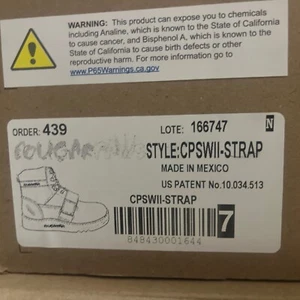 WARNING: This product can expose you to chemicals
including Analine, which is known to the State of California
to cause cancer, and Bisphenol A, which is known to the
State of California to cause birth defects or other
reproductive harm. For more information go to
www.P65Warnings.ca.gov
ORDER: 439
LOTE: 166747
N
COUGAR PAWS
STYLE:CPSWII-STRAP
MADE IN MEXICO
US PATENT No.10.034.513
CPSWII-STRAP
7
848430001644